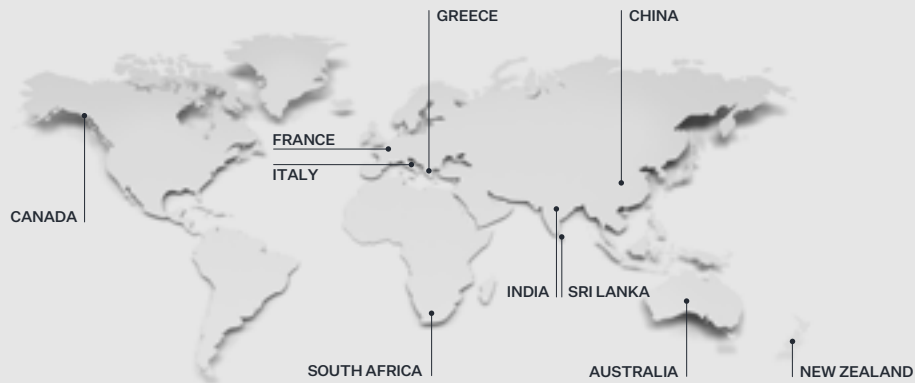 GREECE
CHINA
FRANCE
ITALY
CANADA
INDIA
SRI LANKA
SOUTH AFRICA
AUSTRALIA
NEW ZEALAND